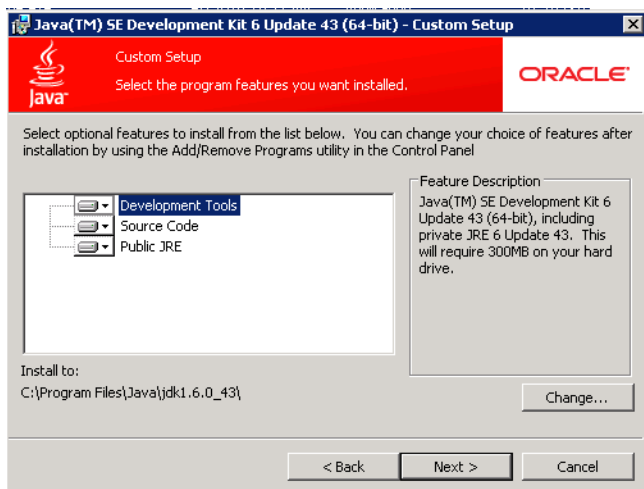 Java(TM) SE Development Kit 6 Update 43 (64-bit) - Custom Setup
Java
Custom Setup
Select the program features you want installed.
ORACLE
Select optional features to install from the list below. You can change your choice of features after
installation by using the Add/Remove Programs utility in the Control Panel
Development Tools
Source Code
Public JRE
Feature Description
Java(TM) SE Development Kit 6
Update 43 (64-bit), including
private JRE 6 Update 43. This
will require 300MB on your hard
drive.
Install to:
C:\Program Files\Java\jdk1.6.0_43\
Change...
< Back
Next >
Cancel